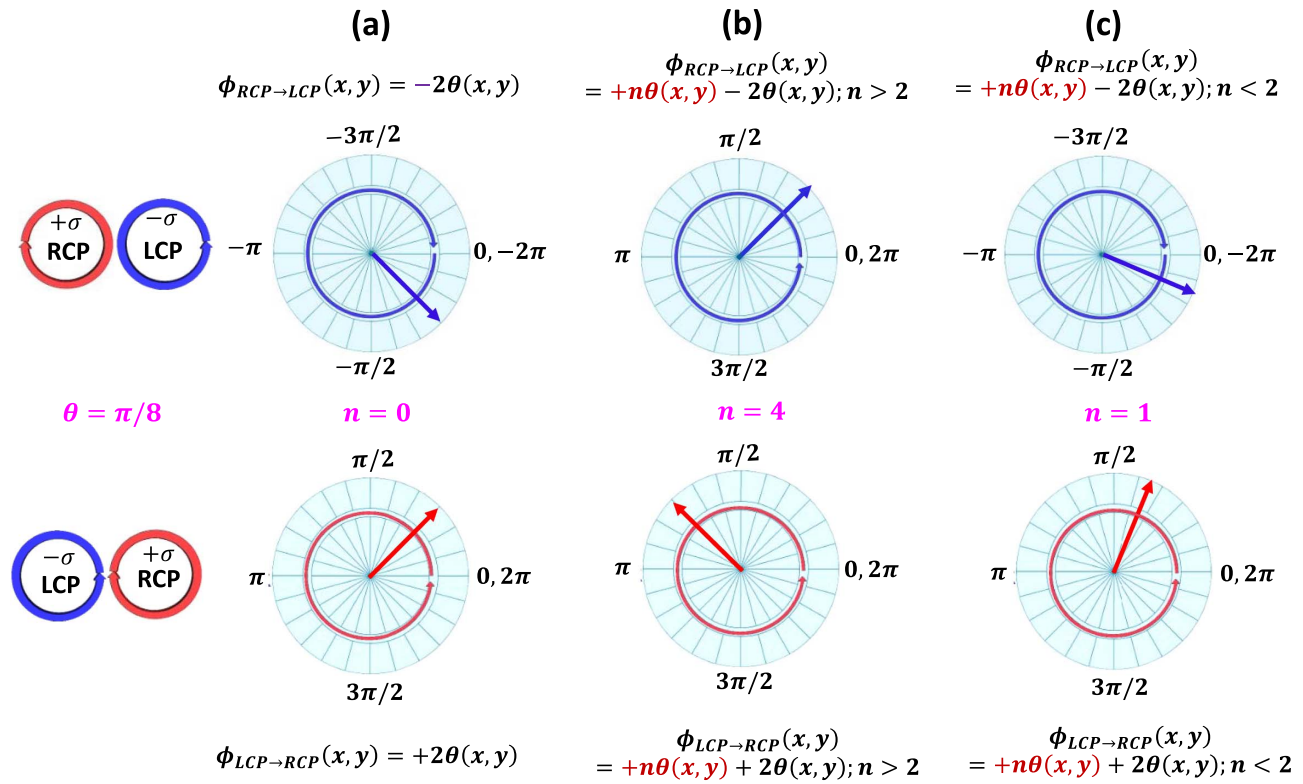 (a) (b) (c)
ϕRCP→LCP(x, y) = −2θ(x, y)
ϕRCP→LCP(x, y)
= +nθ(x, y) − 2θ(x, y); n > 2
ϕRCP→LCP(x, y)
= +nθ(x, y) − 2θ(x, y); n < 2
+σ
RCP
−σ
LCP
−3π/2
−π
0, −2π
−π/2
π/2
π
0, 2π
3π/2
−3π/2
−π
0, −2π
−π/2
θ = π/8
n = 0
n = 4
n = 1
−σ
LCP
+σ
RCP
π/2
π
0, 2π
3π/2
π/2
π
0, 2π
3π/2
π/2
π
0, 2π
3π/2
ϕLCP→RCP(x, y) = +2θ(x, y)
ϕLCP→RCP(x, y)
= +nθ(x, y) + 2θ(x, y); n > 2
ϕLCP→RCP(x, y)
= +nθ(x, y) + 2θ(x, y); n < 2